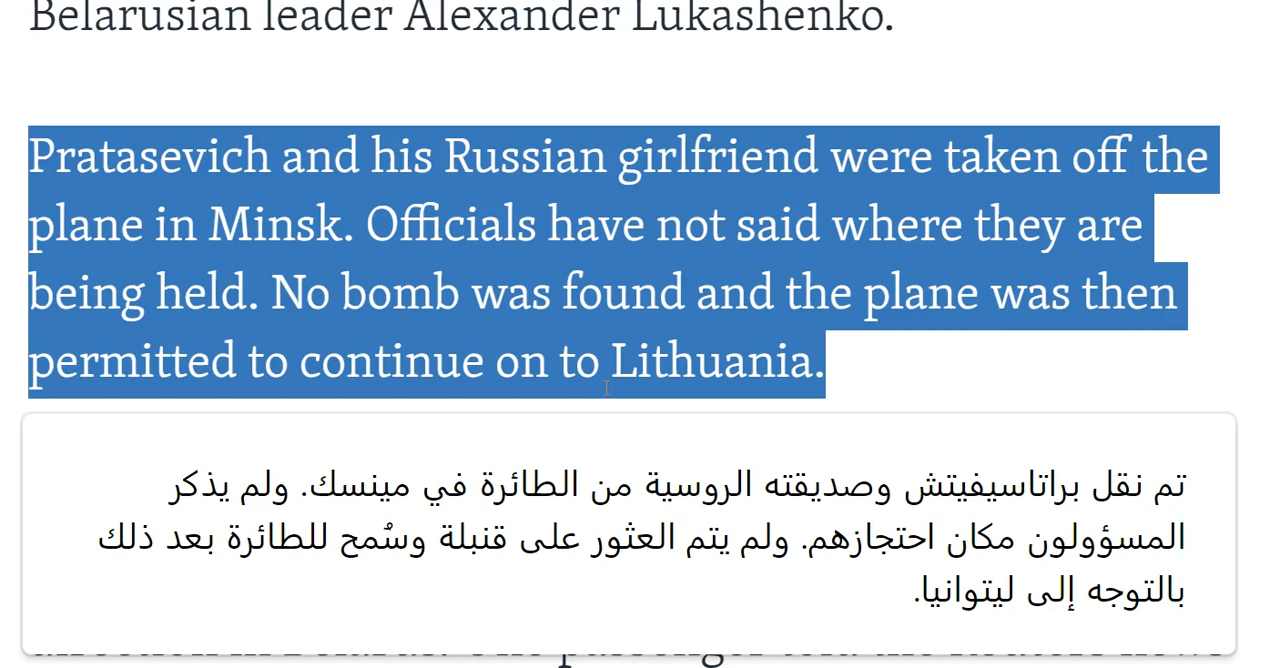 Belarusian leader Alexander Lukashenko.
Pratasevich and his Russian girlfriend were taken off the
plane in Minsk. Officials have not said where they are
being held. No bomb was found and the plane was then
permitted to continue on to Lithuania.
تم نقل براتاسيفيتش وصديقته الروسية من الطائرة في مينسك. ولم يذكر
المسؤولون مكان احتجازهم. ولم يتم العثور على قنبلة وسُمح للطائرة بعد ذلك
بالتوجه إلى ليتوانيا.